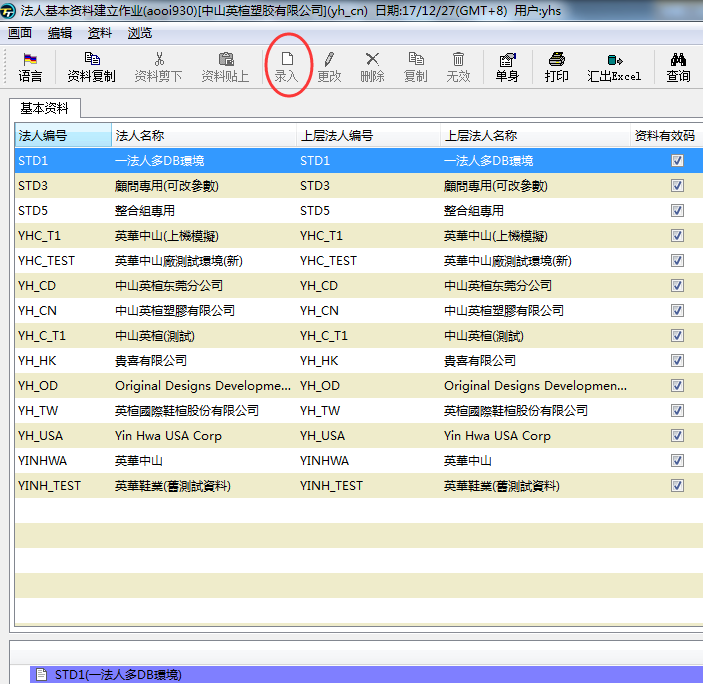 法人基本资料建立作业(aooi930)[中山英楦塑胶有限公司](yh_cn) 日期:17/12/27(GMT+8) 用户:yhs
画面 编辑 资料 浏览
语言 资料复制 资料剪下 资料贴上 录入 更改 删除 复制 无效 单身 打印 汇出Excel 查询
基本资料
法人编号 法人名称 上层法人编号 上层法人名称 资料有效码
STD1 一法人多DB環境 STD1 一法人多DB環境
STD3 顧問專用(可改參數) STD3 顧問專用(可改參數)
STD5 整合組專用 STD5 整合組專用
YHC_T1 英華中山(上機模擬) YHC_T1 英華中山(上機模擬)
YHC_TEST 英華中山廠測試環境(新) YHC_TEST 英華中山廠測試環境(新)
YH_CD 中山英楦东莞分公司 YH_CD 中山英楦东莞分公司
YH_CN 中山英楦塑膠有限公司 YH_CN 中山英楦塑膠有限公司
YH_C_T1 中山英楦(測試) YH_C_T1 中山英楦(測試)
YH_HK 貴喜有限公司 YH_HK 貴喜有限公司
YH_OD Original Designs Developme... YH_OD Original Designs Developmen...
YH_TW 英楦國際鞋楦股份有限公司 YH_TW 英楦國際鞋楦股份有限公司
YH_USA Yin Hwa USA Corp YH_USA Yin Hwa USA Corp
YINHWA 英華中山 YINHWA 英華中山
YINH_TEST 英華鞋業(舊測試資料) YINH_TEST 英華鞋業(舊測試資料)
STD1(一法人多DB環境)